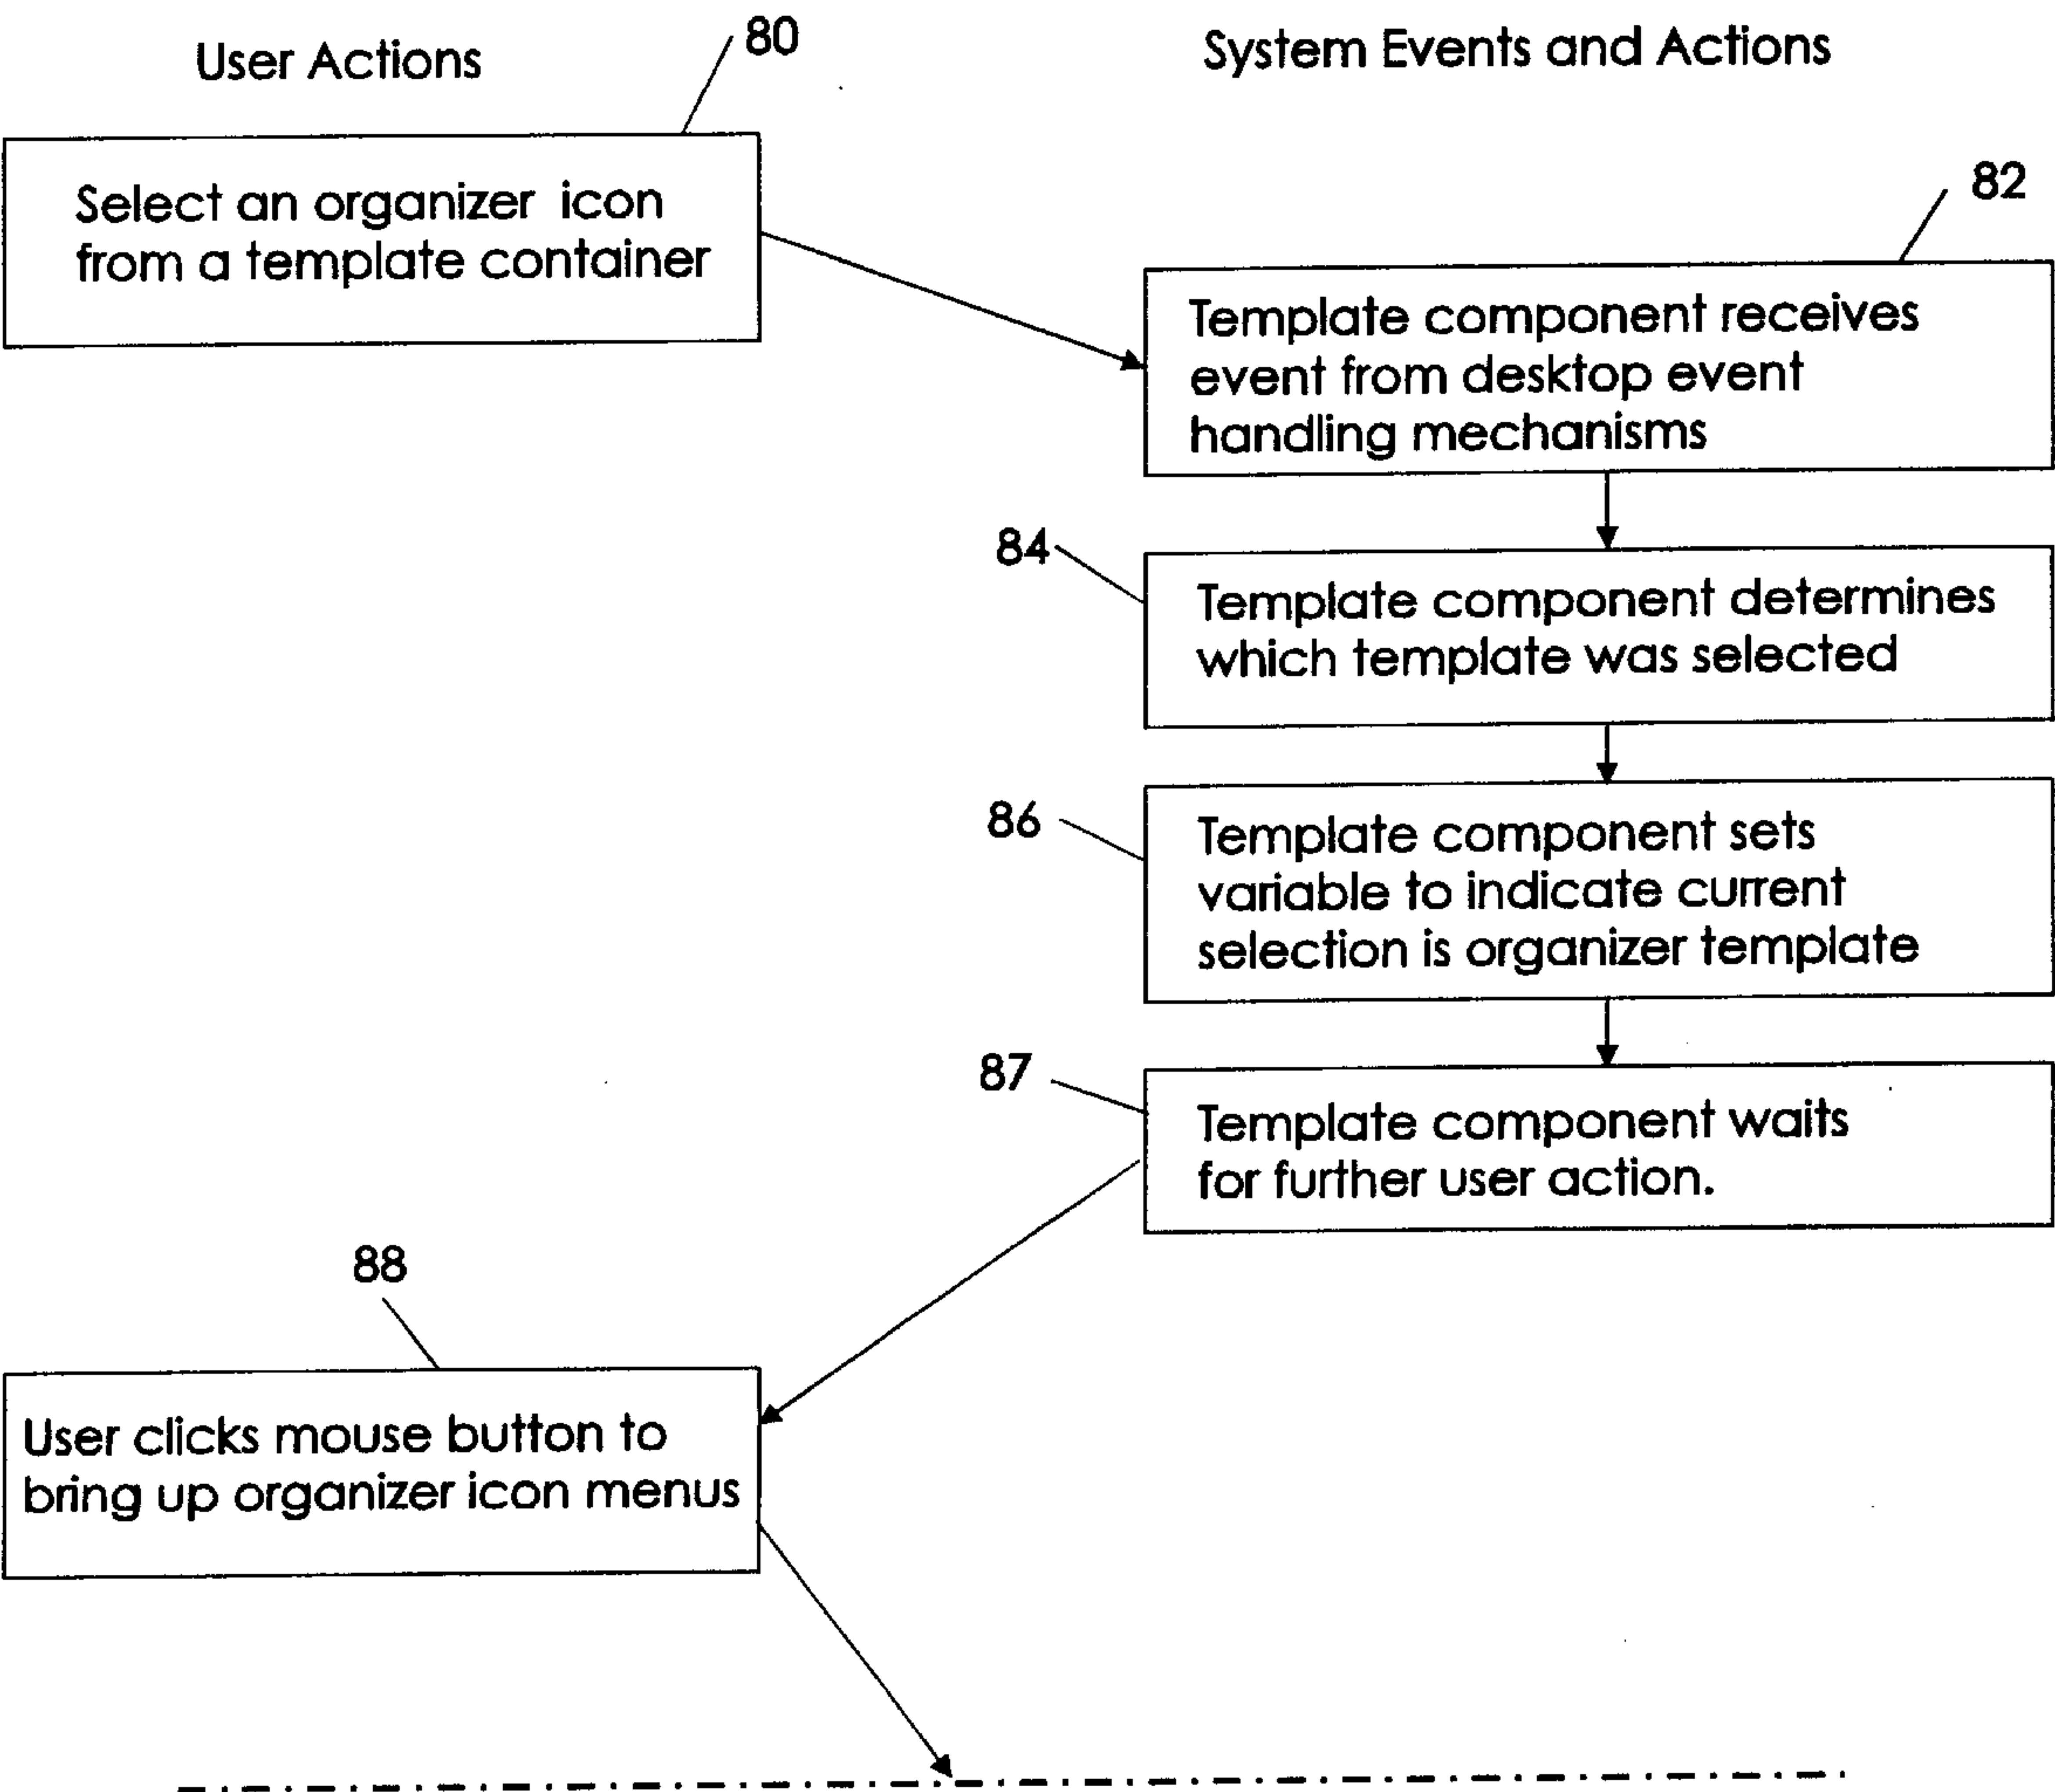 User Actions
80
System Events and Actions
Select an organizer icon
from a template container
82
Template component receives
event from desktop event
handling mechanisms
84
Template component determines
which template was selected
86
Template component sets
variable to indicate current
selection is organizer template
87
Template component waits
for further user action.
88
User clicks mouse button to
bring up organizer icon menus